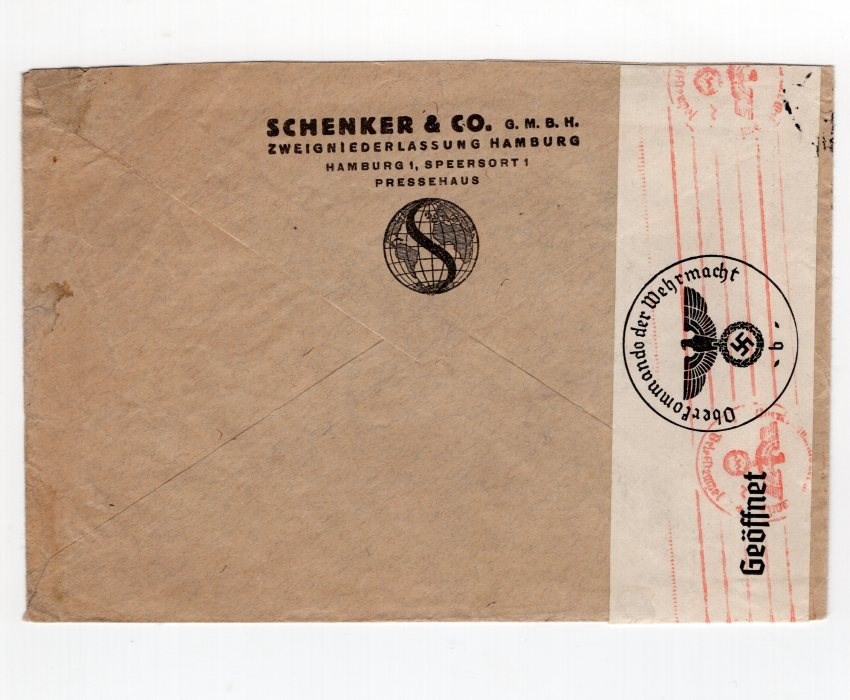 SCHENKER & CO. G. M. B. H.
ZWEIGNIEDERLASSUNG HAMBURG
HAMBURG 1, SPEERSORT 1
PRESSEHAUS
S
Oberkommando der Wehrmacht
- b -
Geöffnet